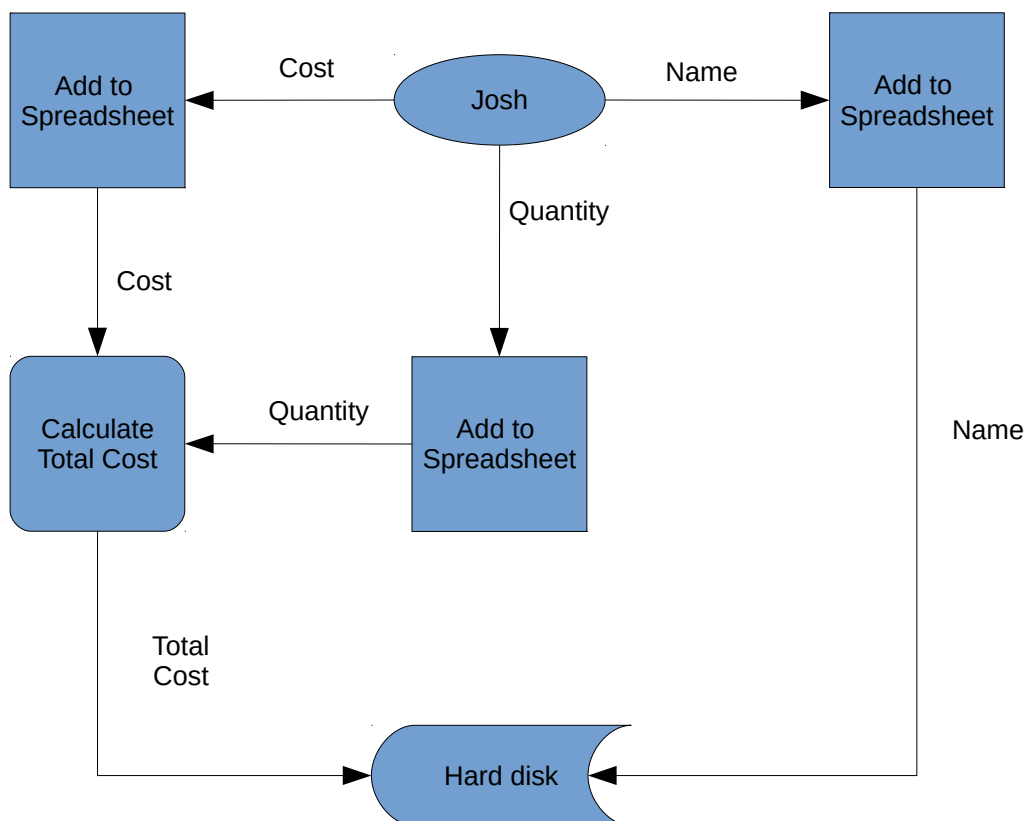 Cost
Name
Add to
Spreadsheet
Josh
Add to
Spreadsheet
Quantity
Cost
Quantity
Calculate
Total Cost
Add to
Spreadsheet
Name
Total
Cost
Hard disk